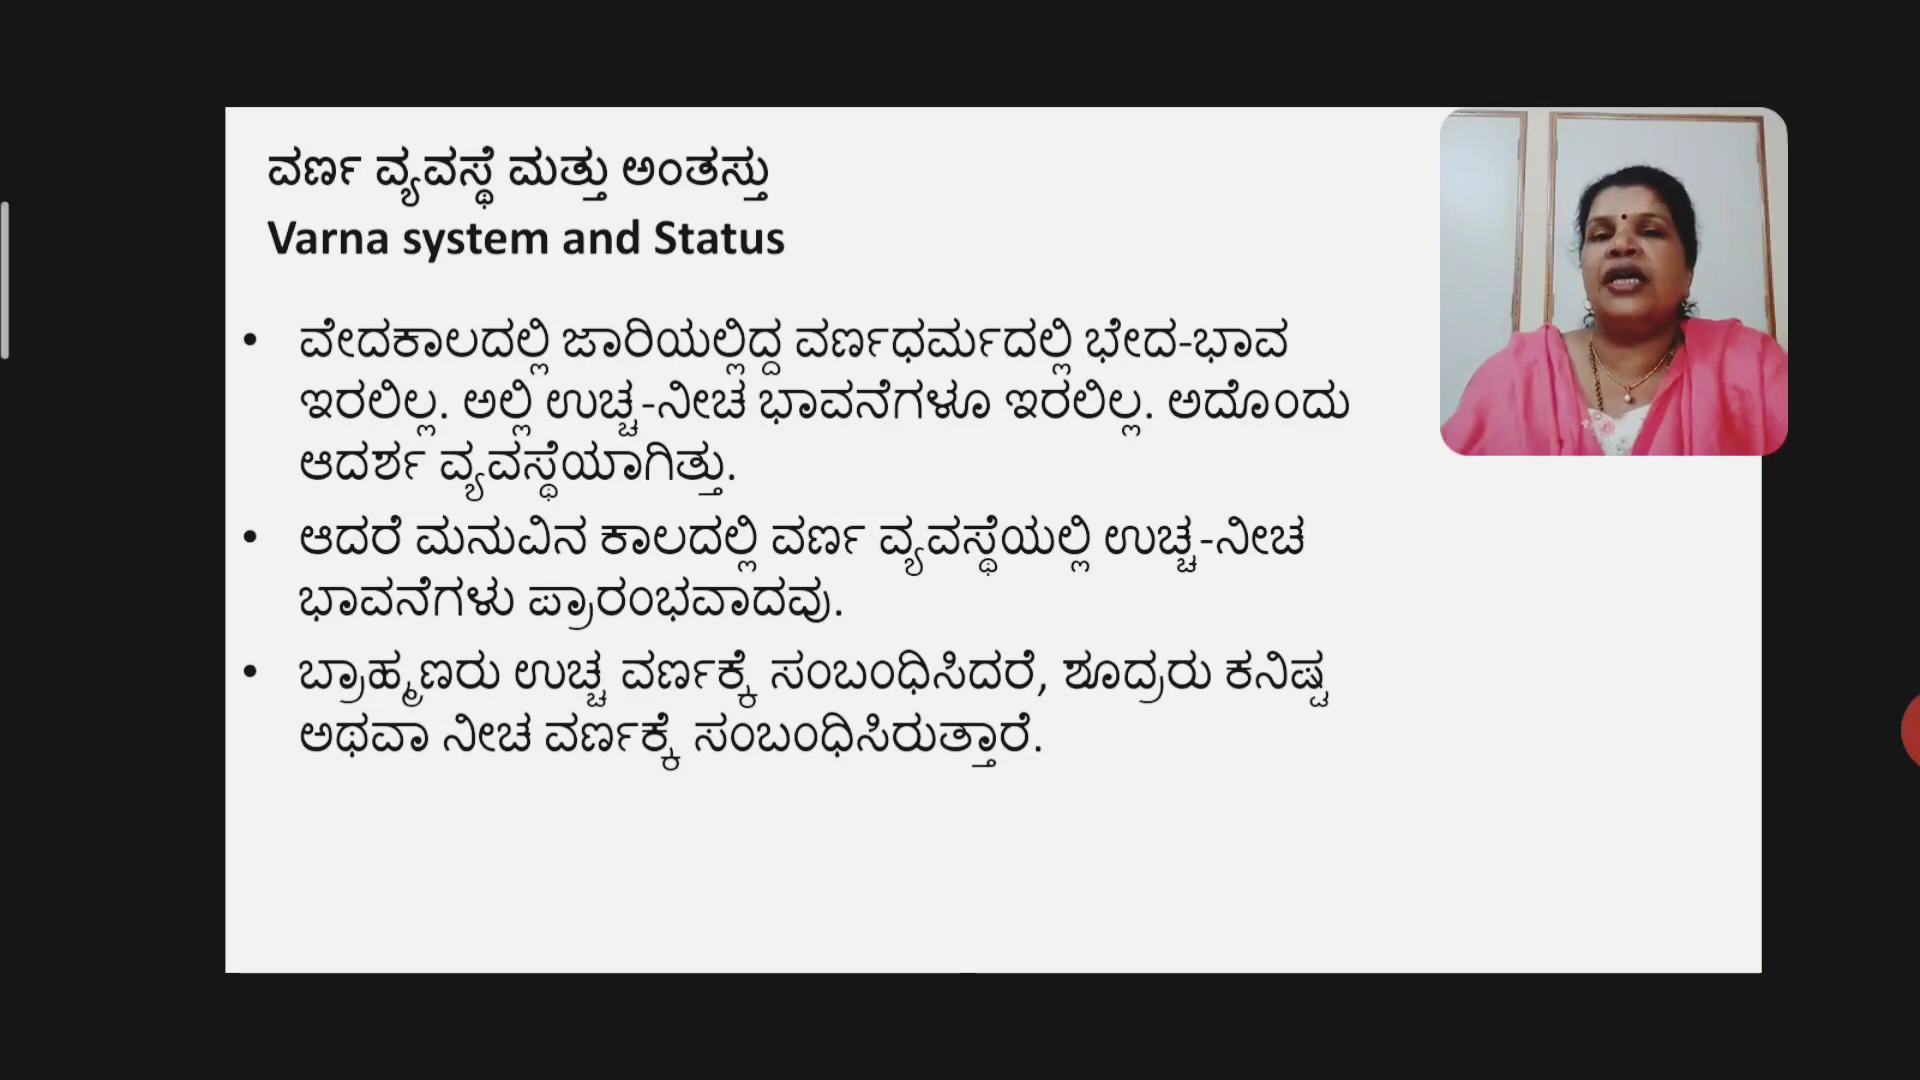 ವರ್ಣ ವ್ಯವಸ್ಥೆ ಮತ್ತು ಅಂತಸ್ತು
Varna system and Status
• ವೇದಕಾಲದಲ್ಲಿ ಜಾರಿಯಲ್ಲಿದ್ದ ವರ್ಣಧರ್ಮದಲ್ಲಿ ಭೇದ-ಭಾವ
ಇರಲಿಲ್ಲ. ಅಲ್ಲಿ ಉಚ್ಚ-ನೀಚ ಭಾವನೆಗಳೂ ಇರಲಿಲ್ಲ. ಅದೊಂದು
ಆದರ್ಶ ವ್ಯವಸ್ಥೆಯಾಗಿತ್ತು.
• ಆದರೆ ಮನುವಿನ ಕಾಲದಲ್ಲಿ ವರ್ಣ ವ್ಯವಸ್ಥೆಯಲ್ಲಿ ಉಚ್ಚ-ನೀಚ
ಭಾವನೆಗಳು ಪ್ರಾರಂಭವಾದವು.
• ಬ್ರಾಹ್ಮಣರು ಉಚ್ಚ ವರ್ಣಕ್ಕೆ ಸಂಬಂಧಿಸಿದರೆ, ಶೂದ್ರರು ಕನಿಷ್ಟ
ಅಥವಾ ನೀಚ ವರ್ಣಕ್ಕೆ ಸಂಬಂಧಿಸಿರುತ್ತಾರೆ.